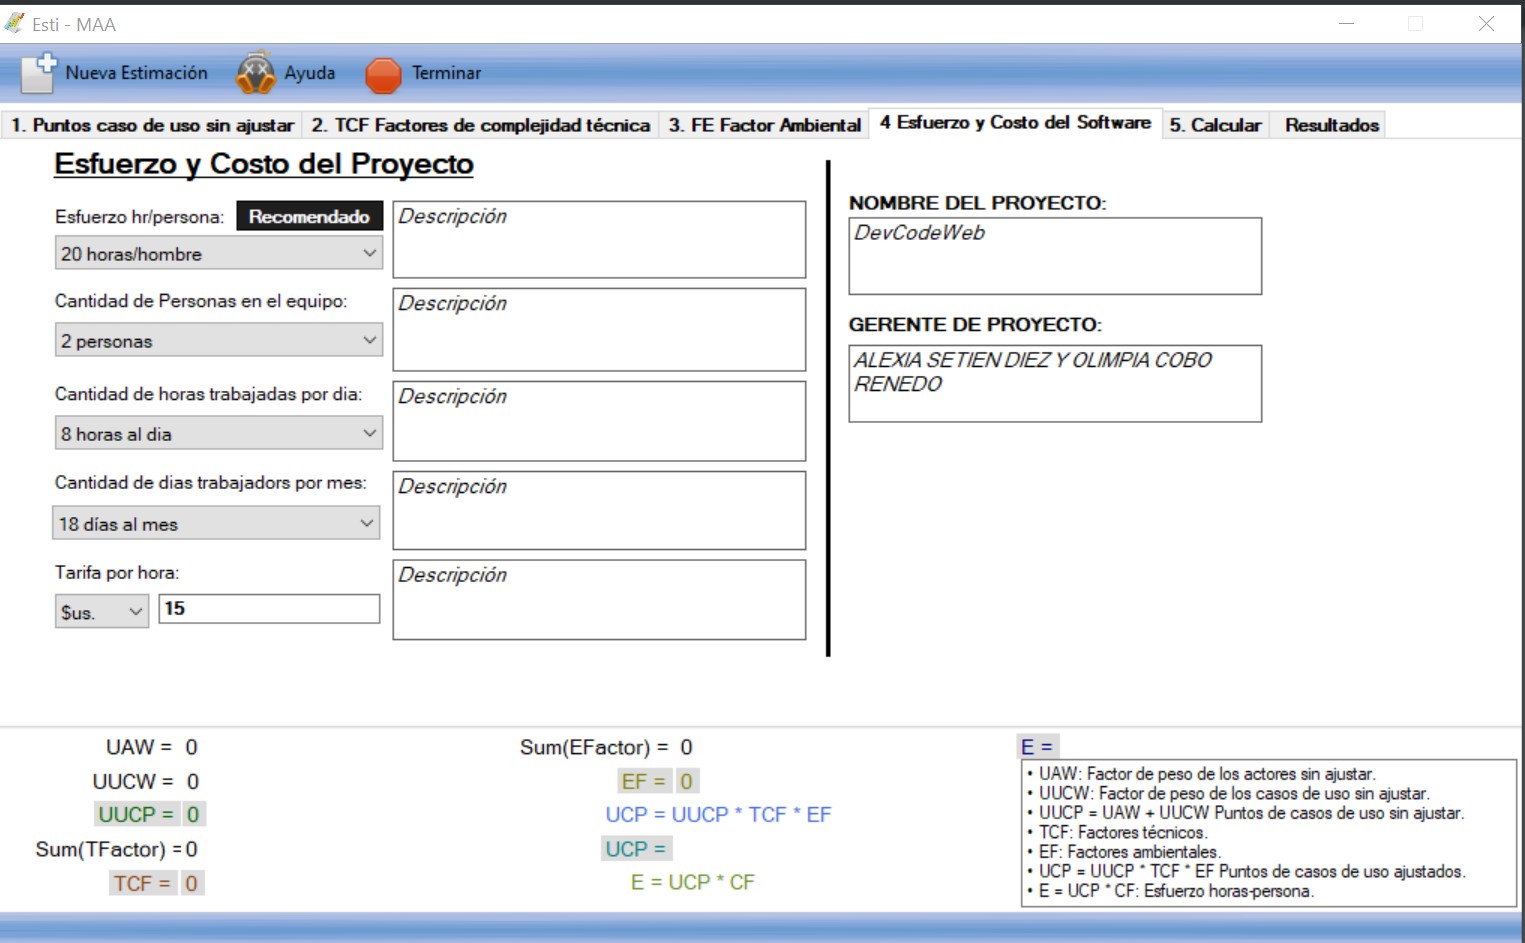 Esti - MAA
Nueva Estimación
Ayuda
Terminar
1. Puntos caso de uso sin ajustar
2. TCF Factores de complejidad técnica
3. FE Factor Ambiental
4 Esfuerzo y Costo del Software
5. Calcular
Resultados
Esfuerzo y Costo del Proyecto
Esfuerzo hr/persona:
Recomendado
20 horas/hombre
Descripción
Cantidad de Personas en el equipo:
2 personas
Descripción
Cantidad de horas trabajadas por dia:
8 horas al dia
Descripción
Cantidad de dias trabajadors por mes:
18 días al mes
Descripción
Tarifa por hora:
$us.
15
Descripción
NOMBRE DEL PROYECTO:
DevCodeWeb
GERENTE DE PROYECTO:
ALEXIA SETIEN DIEZ Y OLIMPIA COBO
RENEDO
UAW = 0
UUCW = 0
UUCP = 0
Sum(TFactor) = 0
TCF = 0
Sum(EFactor) = 0
EF = 0
UCP = UUCP * TCF * EF
UCP =
E = UCP * CF
E =
• UAW: Factor de peso de los actores sin ajustar.
• UUCW: Factor de peso de los casos de uso sin ajustar.
• UUCP = UAW + UUCW Puntos de casos de uso sin ajustar.
• TCF: Factores técnicos.
• EF: Factores ambientales.
• UCP = UUCP * TCF * EF Puntos de casos de uso ajustados.
• E = UCP * CF: Esfuerzo horas-persona.